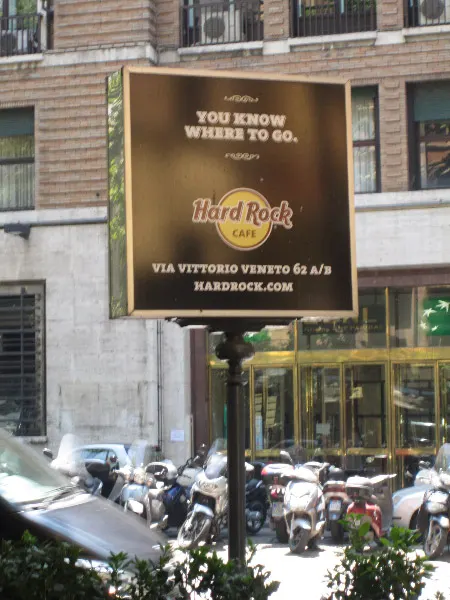 YOU KNOW
WHERE TO GO.
Hard Rock
CAFE
VIA VITTORIO VENETO 62 A/B
HARDROCK.COM